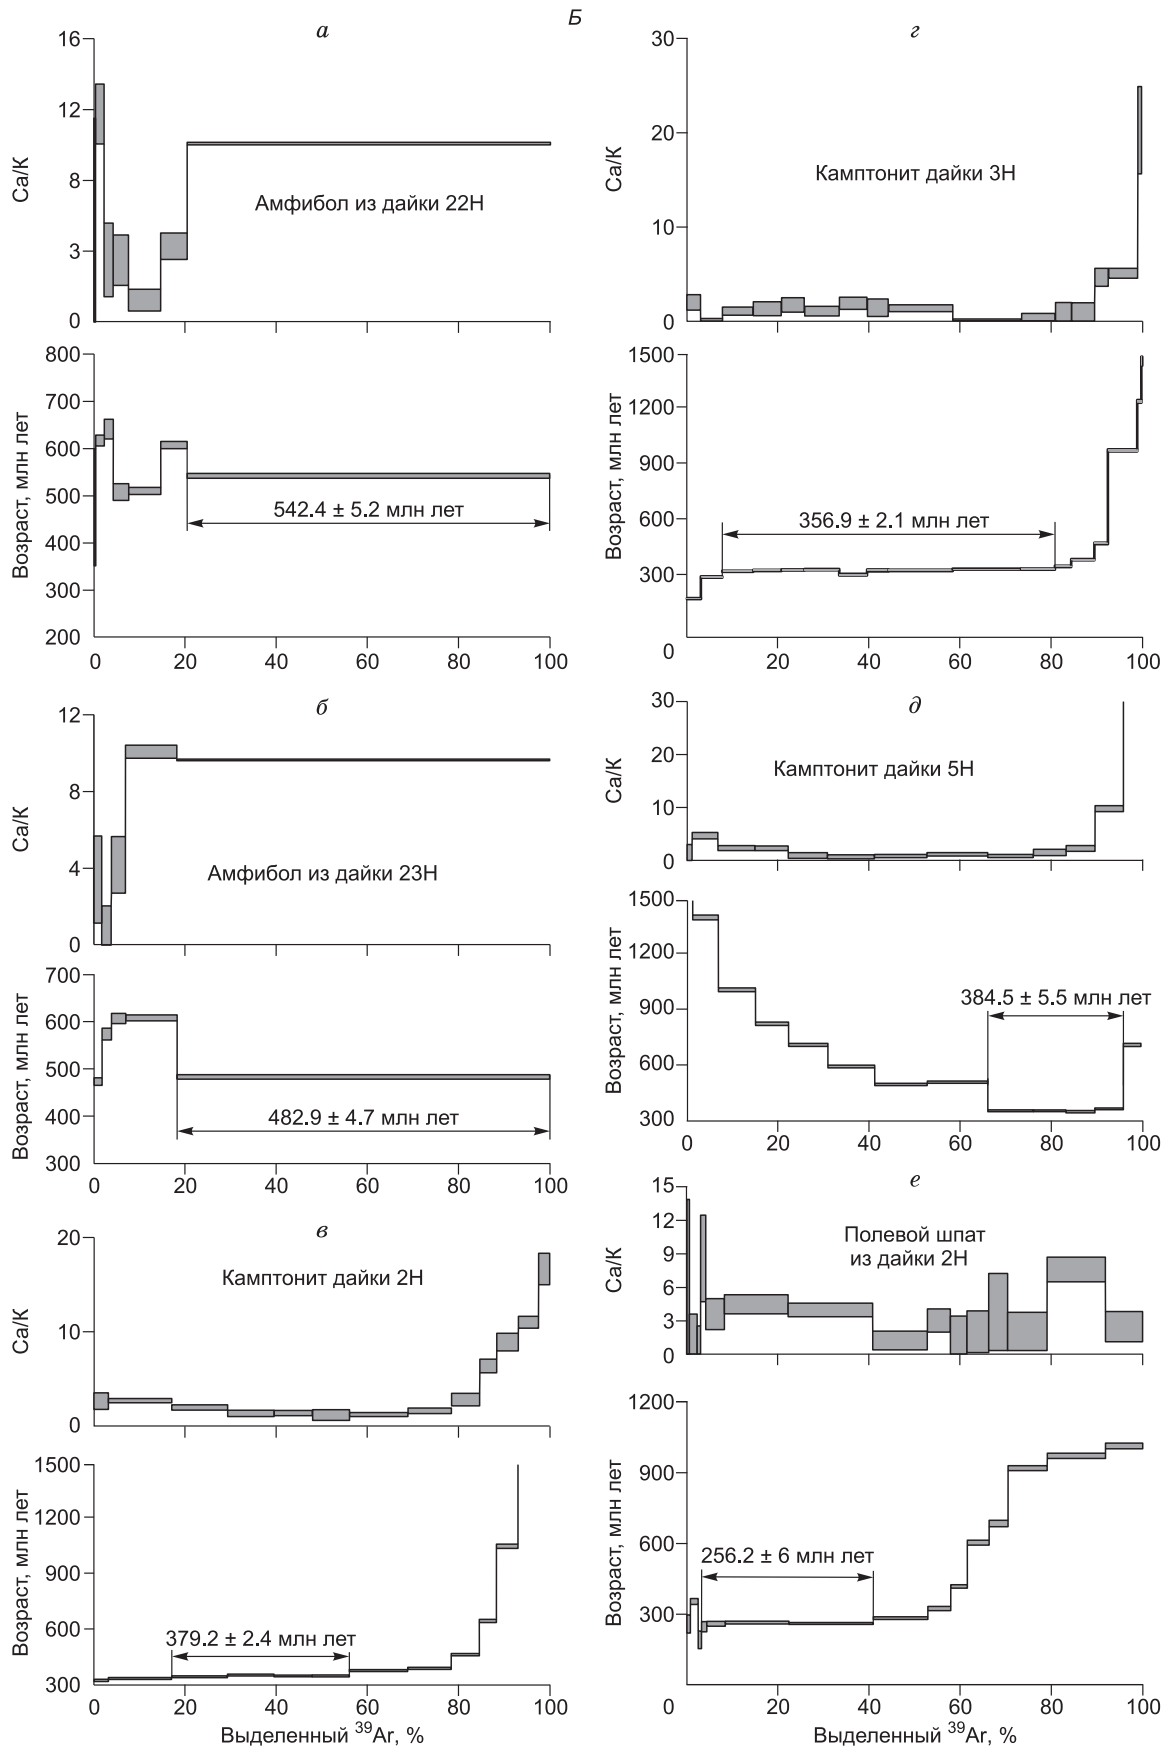 Б
а
16
12
8
3
0
Ca/K
Амфибол из дайки 22Н
800
700
600
500
400
300
200
Возраст, млн лет
542.4 ± 5.2 млн лет
0 20 40 60 80 100
б
12
8
4
0
Ca/K
Амфибол из дайки 23Н
700
600
500
400
300
Возраст, млн лет
482.9 ± 4.7 млн лет
0 20 40 60 80 100
в
20
10
0
Ca/K
Камптонит дайки 2Н
1500
1200
900
600
300
Возраст, млн лет
379.2 ± 2.4 млн лет
0 20 40 60 80 100
Выделенный ³⁹Ar, %
г
30
20
10
0
Ca/K
Камптонит дайки 3Н
1500
1200
900
600
300
0
Возраст, млн лет
356.9 ± 2.1 млн лет
0 20 40 60 80 100
д
30
20
10
0
Ca/K
Камптонит дайки 5Н
1500
1200
900
600
300
Возраст, млн лет
384.5 ± 5.5 млн лет
0 20 40 60 80 100
е
15
12
9
6
3
0
Ca/K
Полевой шпат
из дайки 2Н
1200
900
600
300
Возраст, млн лет
256.2 ± 6 млн лет
0 20 40 60 80 100
Выделенный ³⁹Ar, %